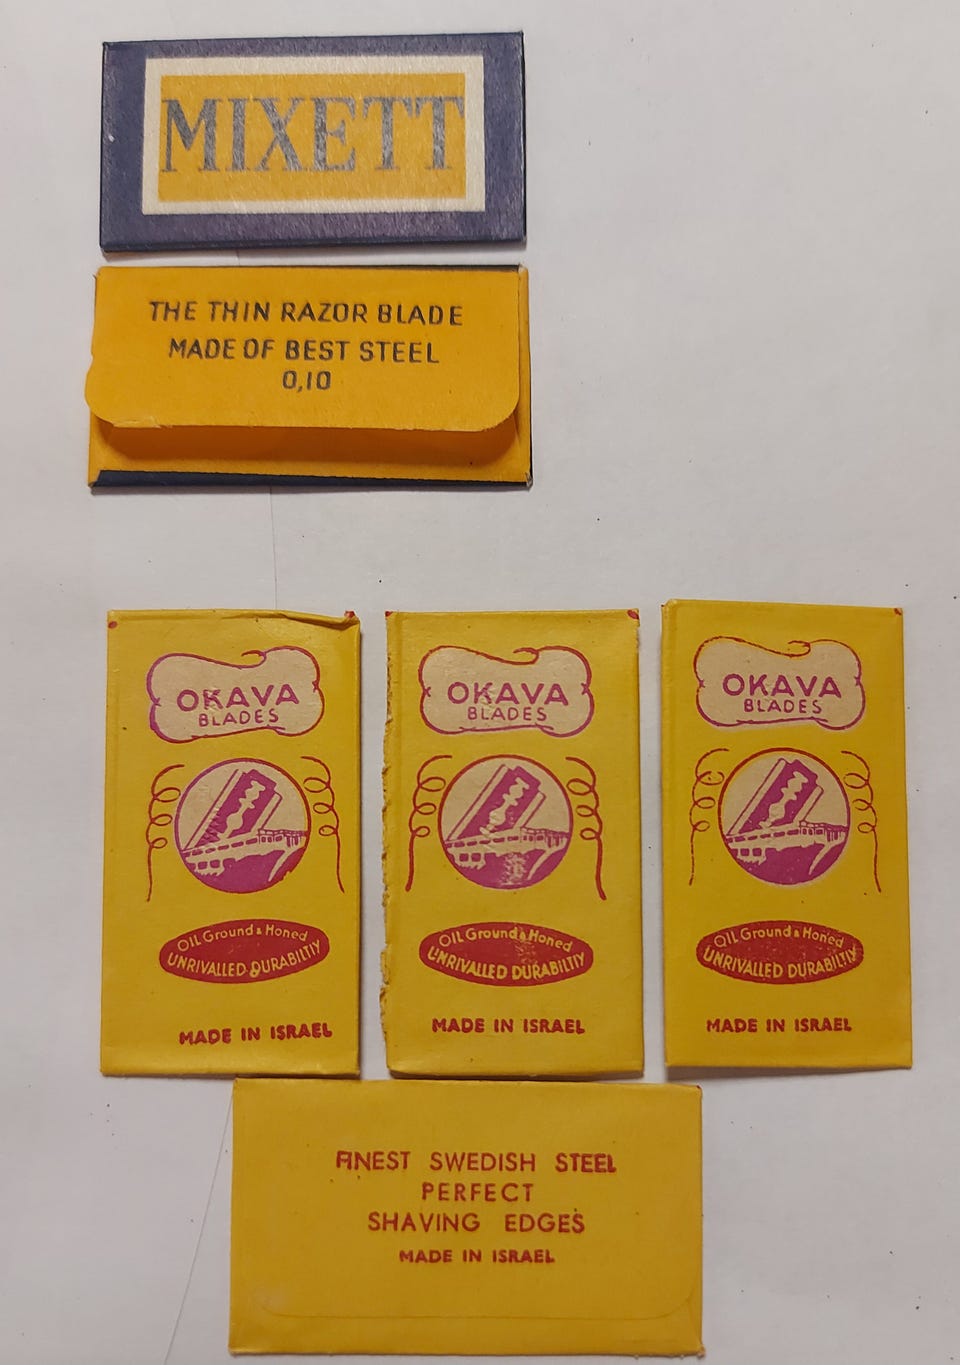 MIXETT
THE THIN RAZOR BLADE
MADE OF BEST STEEL
0,10
OKAVA
BLADES
OIL Ground & Honed
UNRIVALLED DURABILTIY
MADE IN ISRAEL
OKAVA
BLADES
OIL Ground & Honed
UNRIVALLED DURABILTIY
MADE IN ISRAEL
OKAVA
BLADES
OIL Ground & Honed
UNRIVALLED DURABILTIY
MADE IN ISRAEL
FINEST SWEDISH STEEL
PERFECT
SHAVING EDGES
MADE IN ISRAEL